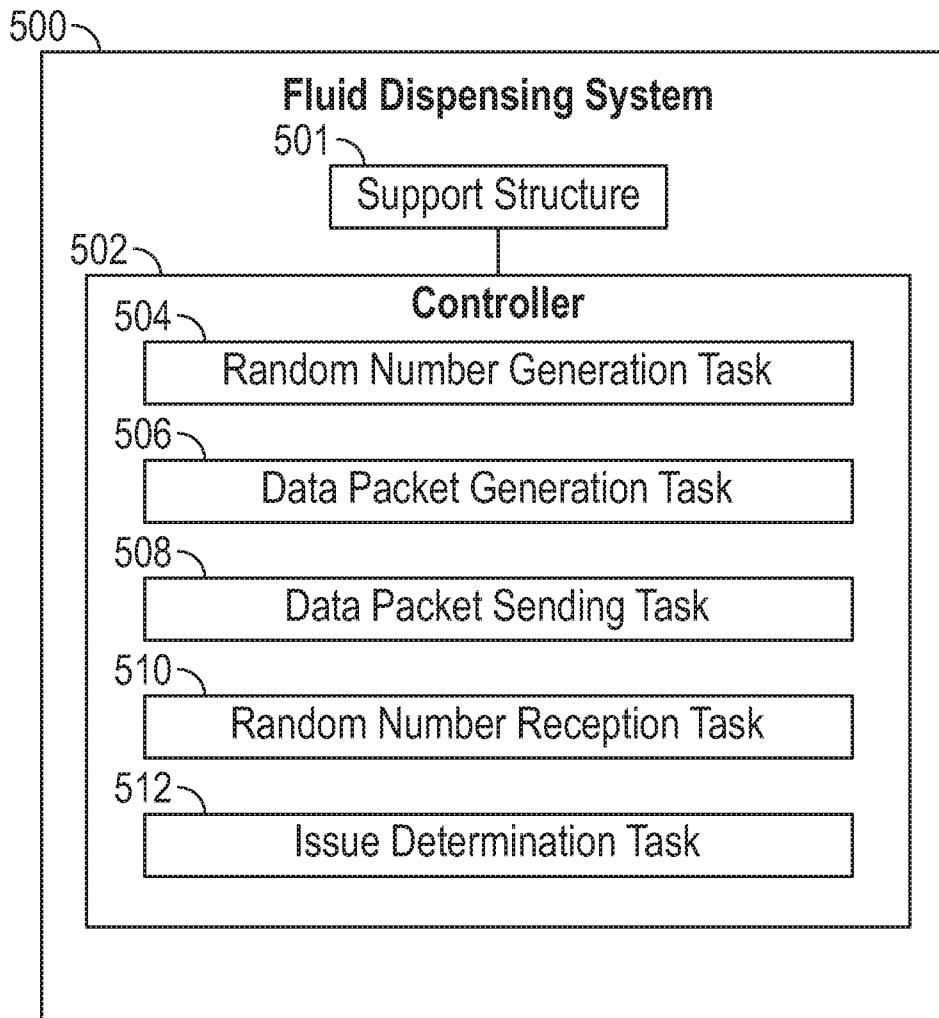 500
Fluid Dispensing System
501
Support Structure
502
Controller
504
Random Number Generation Task
506
Data Packet Generation Task
508
Data Packet Sending Task
510
Random Number Reception Task
512
Issue Determination Task